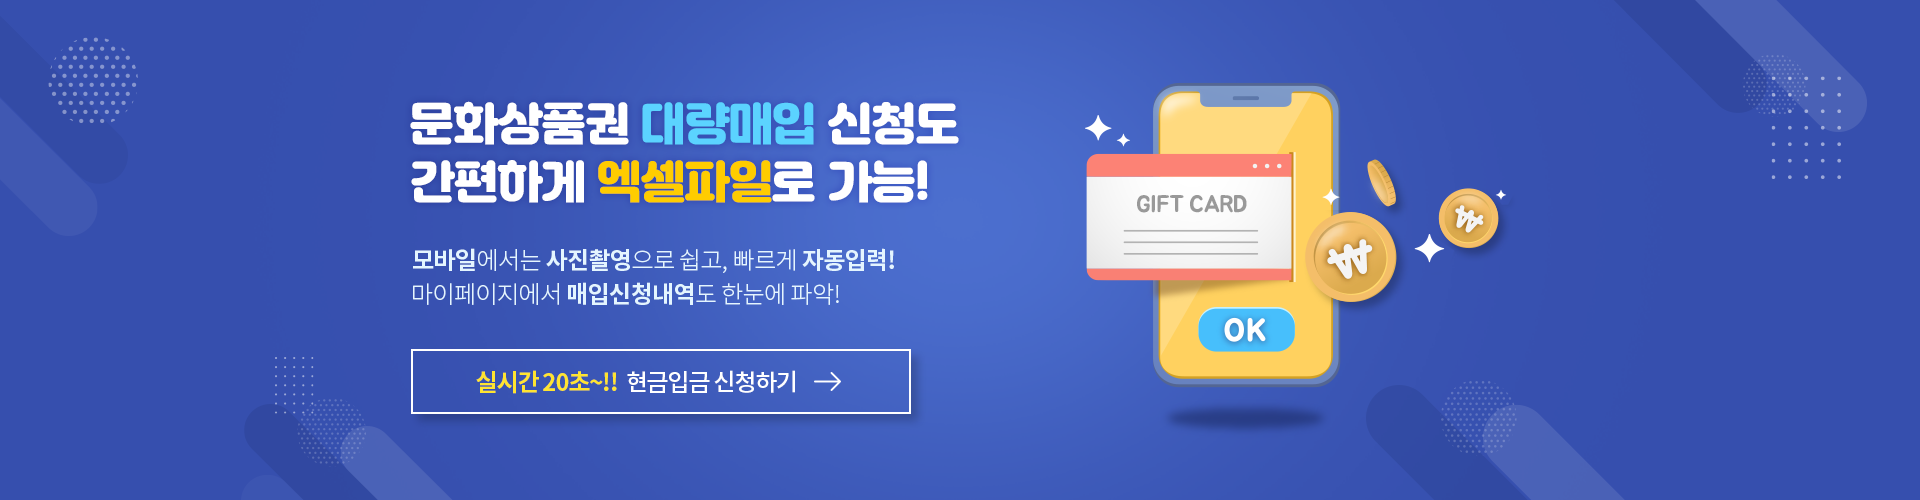 문화상품권 대량매입 신청도
간편하게 엑셀파일로 가능!
모바일에서는 사진촬영으로 쉽고, 빠르게 자동입력!
마이페이지에서 매입신청내역도 한눈에 파악!
실시간 20초~!! 현금입금 신청하기 →
GIFT CARD
₩
₩
OK